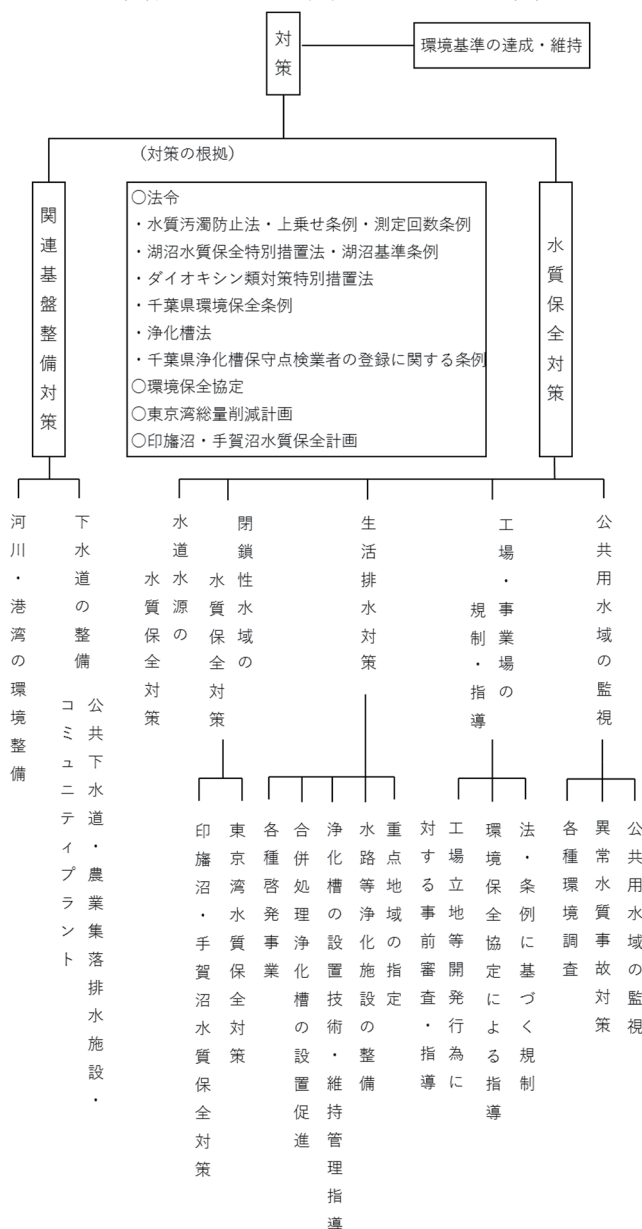 対策
環境基準の達成・維持
(対策の根拠)
関連基盤整備対策
○法令
・水質汚濁防止法・上乗せ条例・測定回数条例
・湖沼水質保全特別措置法・湖沼基準条例
・ダイオキシン類対策特別措置法
・千葉県環境保全条例
・浄化槽法
・千葉県浄化槽保守点検業者の登録に関する条例
○環境保全協定
○東京湾総量削減計画
○印旛沼・手賀沼水質保全計画
水質保全対策
公共用水域の監視
工場・事業場の
規制・指導
生活排水対策
閉鎖性水域の
水質保全対策
水道水源の
水質保全対策
下水道の整備
公共下水道・農業集落排水施設・
コミュニティプラント
河川・港湾の環境整備
公共用水域の監視
異常水質事故対策
各種環境調査
法・条例に基づく規制
環境保全協定による指導
工場立地等開発行為に
対する事前審査・指導
重点地域の指定
水路等浄化施設の整備
浄化槽の設置技術・維持管理指導
合併処理浄化槽の設置促進
各種啓発事業
東京湾水質保全対策
印旛沼・手賀沼水質保全対策